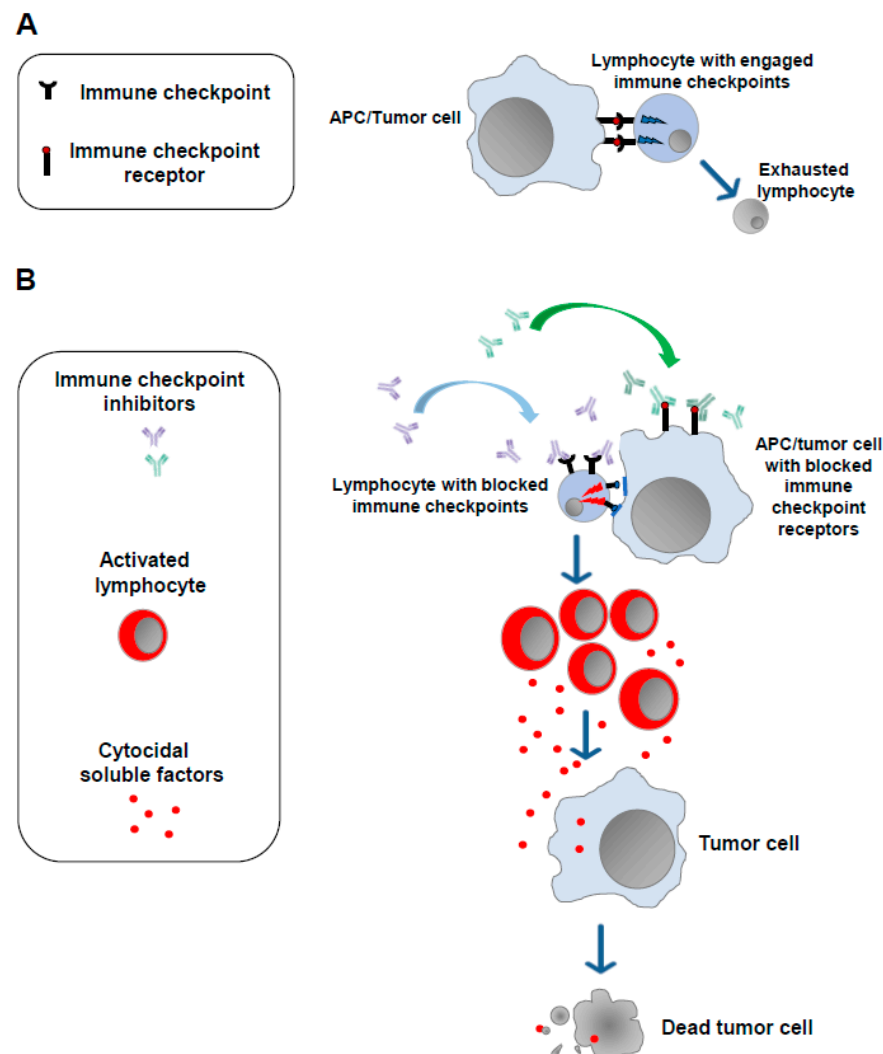 A
Immune checkpoint
Immune checkpoint
receptor
Lymphocyte with engaged
immune checkpoints
APC/Tumor cell
Exhausted
lymphocyte
B
Immune checkpoint
inhibitors
Activated
lymphocyte
Cytocidal
soluble factors
Lymphocyte with blocked
immune checkpoints
APC/tumor cell
with blocked
immune
checkpoint
receptors
Tumor cell
Dead tumor cell